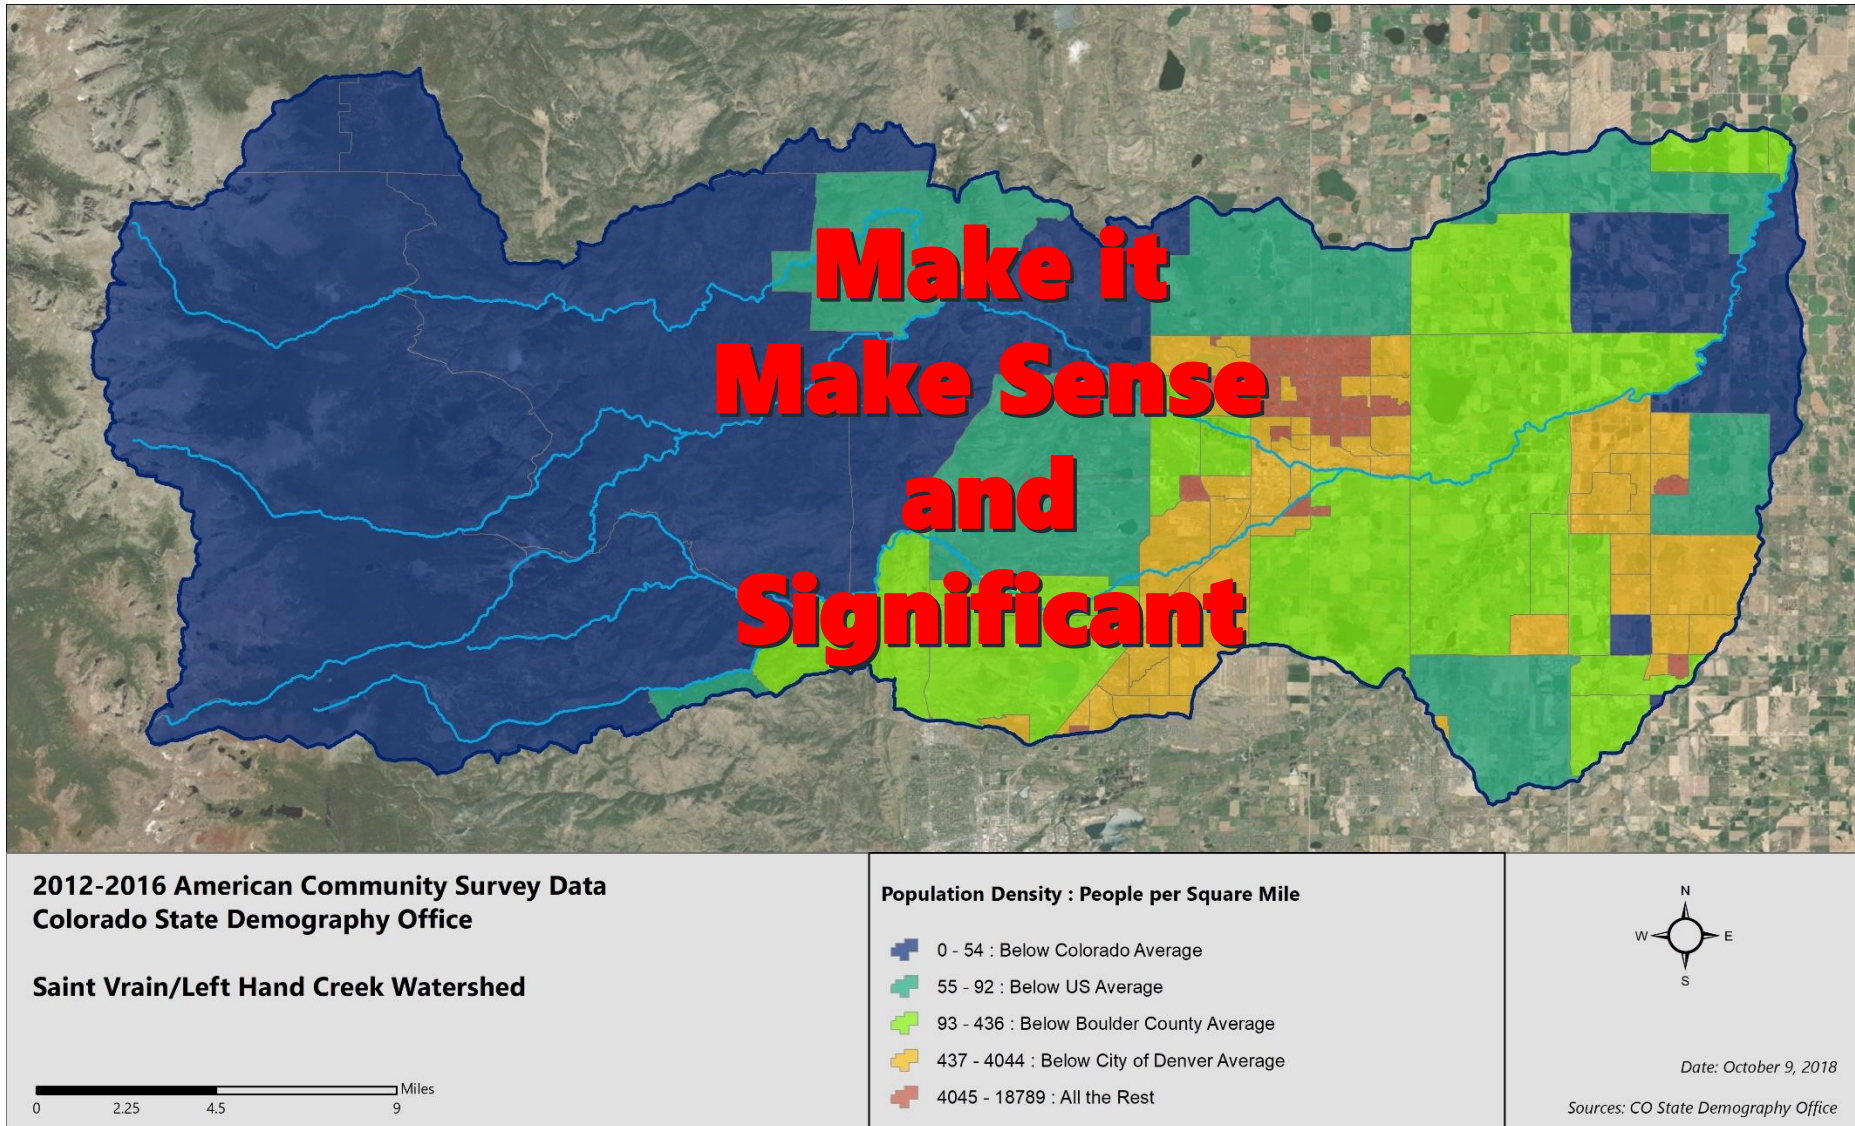 Make it
Make Sense
and
Significant
2012-2016 American Community Survey Data
Colorado State Demography Office
Saint Vrain/Left Hand Creek Watershed
Miles
0 2.25 4.5 9
Population Density : People per Square Mile
0 - 54 : Below Colorado Average
55 - 92 : Below US Average
93 - 436 : Below Boulder County Average
437 - 4044 : Below City of Denver Average
4045 - 18789 : All the Rest
N
W E
S
Date: October 9, 2018
Sources: CO State Demography Office